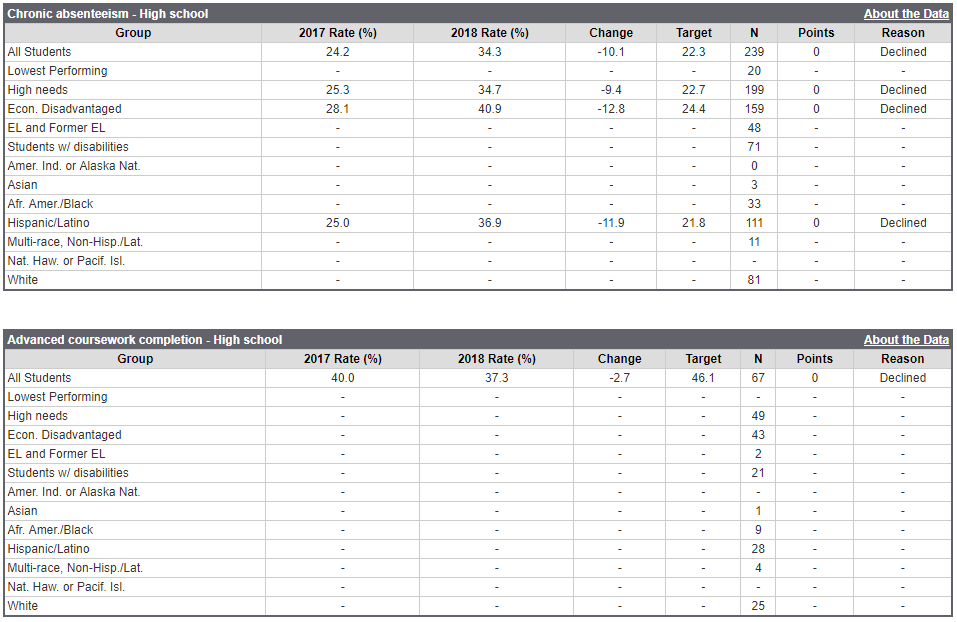 Chronic absenteeism - High school About the Data
Group 2017 Rate (%) 2018 Rate (%) Change Target N Points Reason
All Students 24.2 34.3 -10.1 22.3 239 0 Declined
Lowest Performing - - - - 20 - -
High needs 25.3 34.7 -9.4 22.7 199 0 Declined
Econ. Disadvantaged 28.1 40.9 -12.8 24.4 159 0 Declined
EL and Former EL - - - - 48 - -
Students w/ disabilities - - - - 71 - -
Amer. Ind. or Alaska Nat. - - - - 0 - -
Asian - - - - 3 - -
Afr. Amer./Black - - - - 33 - -
Hispanic/Latino 25.0 36.9 -11.9 21.8 111 0 Declined
Multi-race, Non-Hisp./Lat. - - - - 11 - -
Nat. Haw. or Pacif. Isl. - - - - - - -
White - - - - 81 - -
Advanced coursework completion - High school About the Data
Group 2017 Rate (%) 2018 Rate (%) Change Target N Points Reason
All Students 40.0 37.3 -2.7 46.1 67 0 Declined
Lowest Performing - - - - - - -
High needs - - - - 49 - -
Econ. Disadvantaged - - - - 43 - -
EL and Former EL - - - - 2 - -
Students w/ disabilities - - - - 21 - -
Amer. Ind. or Alaska Nat. - - - - - - -
Asian - - - - 1 - -
Afr. Amer./Black - - - - 9 - -
Hispanic/Latino - - - - 28 - -
Multi-race, Non-Hisp./Lat. - - - - 4 - -
Nat. Haw. or Pacif. Isl. - - - - - - -
White - - - - 25 - -